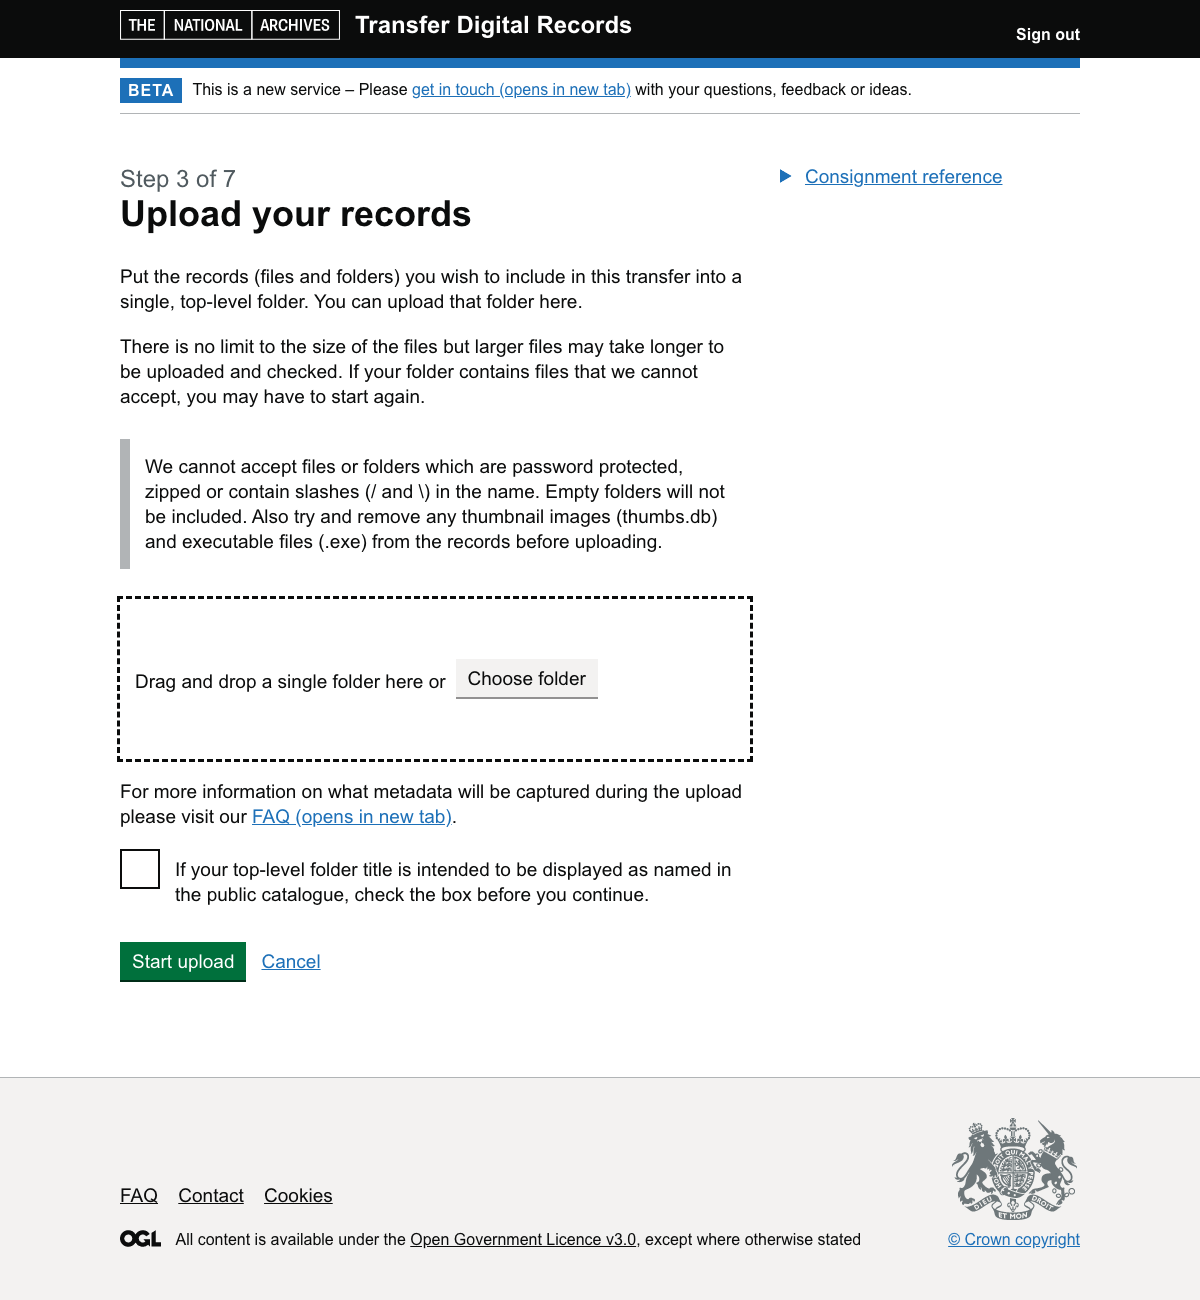 THE NATIONAL ARCHIVES Transfer Digital Records
Sign out
BETA This is a new service – Please get in touch (opens in new tab) with your questions, feedback or ideas.
Step 3 of 7
Upload your records
Consignment reference
Put the records (files and folders) you wish to include in this transfer into a
single, top-level folder. You can upload that folder here.
There is no limit to the size of the files but larger files may take longer to
be uploaded and checked. If your folder contains files that we cannot
accept, you may have to start again.
We cannot accept files or folders which are password protected,
zipped or contain slashes (/ and \) in the name. Empty folders will not
be included. Also try and remove any thumbnail images (thumbs.db)
and executable files (.exe) from the records before uploading.
Drag and drop a single folder here or Choose folder
For more information on what metadata will be captured during the upload
please visit our FAQ (opens in new tab).
If your top-level folder title is intended to be displayed as named in
the public catalogue, check the box before you continue.
Start upload Cancel
FAQ Contact Cookies
DIEU ET MON DROIT
OGL All content is available under the Open Government Licence v3.0, except where otherwise stated
© Crown copyright